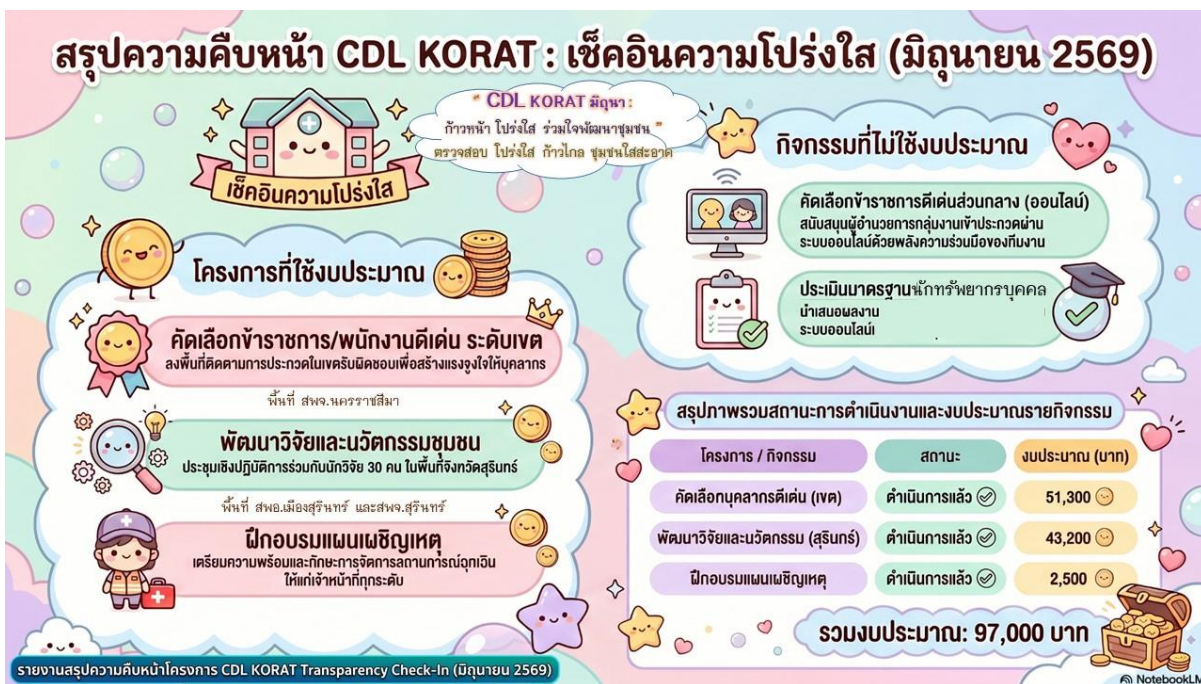 สรุปความคืบหน้า CDL KORAT : เช็คอินความโปร่งใส (มิถุนายน 2569)
“ CDL KORAT มิถุนา :
ก้าวหน้า โปร่งใส ร่วมใจพัฒนาชุมชน ”
ตรวจสอบ โปร่งใส ก้าวไกล ชุมชนใสสะอาด
เช็คอินความโปร่งใส
โครงการที่ใช้งบประมาณ
คัดเลือกข้าราชการ/พนักงานดีเด่น ระดับเขต
ลงพื้นที่ติดตามการประกวดในเขตรับผิดชอบเพื่อสร้างแรงจูงใจให้บุคลากร
พื้นที่ สพจ.นครราชสีมา
พัฒนาวิจัยและนวัตกรรมชุมชน
ประชุมเชิงปฏิบัติการร่วมกับนักวิจัย 30 คน ในพื้นที่จังหวัดสุรินทร์
พื้นที่ สพอ.เมืองสุรินทร์ และสพจ.สุรินทร์
ฝึกอบรมแผนเผชิญเหตุ
เตรียมความพร้อมและทักษะการจัดการสถานการณ์ฉุกเฉิน
ให้แก่เจ้าหน้าที่ทุกระดับ
กิจกรรมที่ไม่ใช้งบประมาณ
คัดเลือกข้าราชการดีเด่นส่วนกลาง (ออนไลน์)
สนับสนุนผู้อำนวยการกลุ่มงานเข้าประกวดผ่าน
ระบบออนไลน์ด้วยพลังความร่วมมือของทีมงาน
ประเมินมาตรฐานนักทรัพยากรบุคคล
นำเสนอผลงาน
ระบบออนไลน์
สรุปภาพรวมสถานะการดำเนินงานและงบประมาณรายกิจกรรม
โครงการ / กิจกรรม สถานะ งบประมาณ (บาท)
คัดเลือกบุคลากรดีเด่น (เขต) ดำเนินการแล้ว 51,300
พัฒนาวิจัยและนวัตกรรม (สุรินทร์) ดำเนินการแล้ว 43,200
ฝึกอบรมแผนเผชิญเหตุ ดำเนินการแล้ว 2,500
รวมงบประมาณ: 97,000 บาท
รายงานสรุปความคืบหน้าโครงการ CDL KORAT Transparency Check-In (มิถุนายน 2569)
NotebookLM